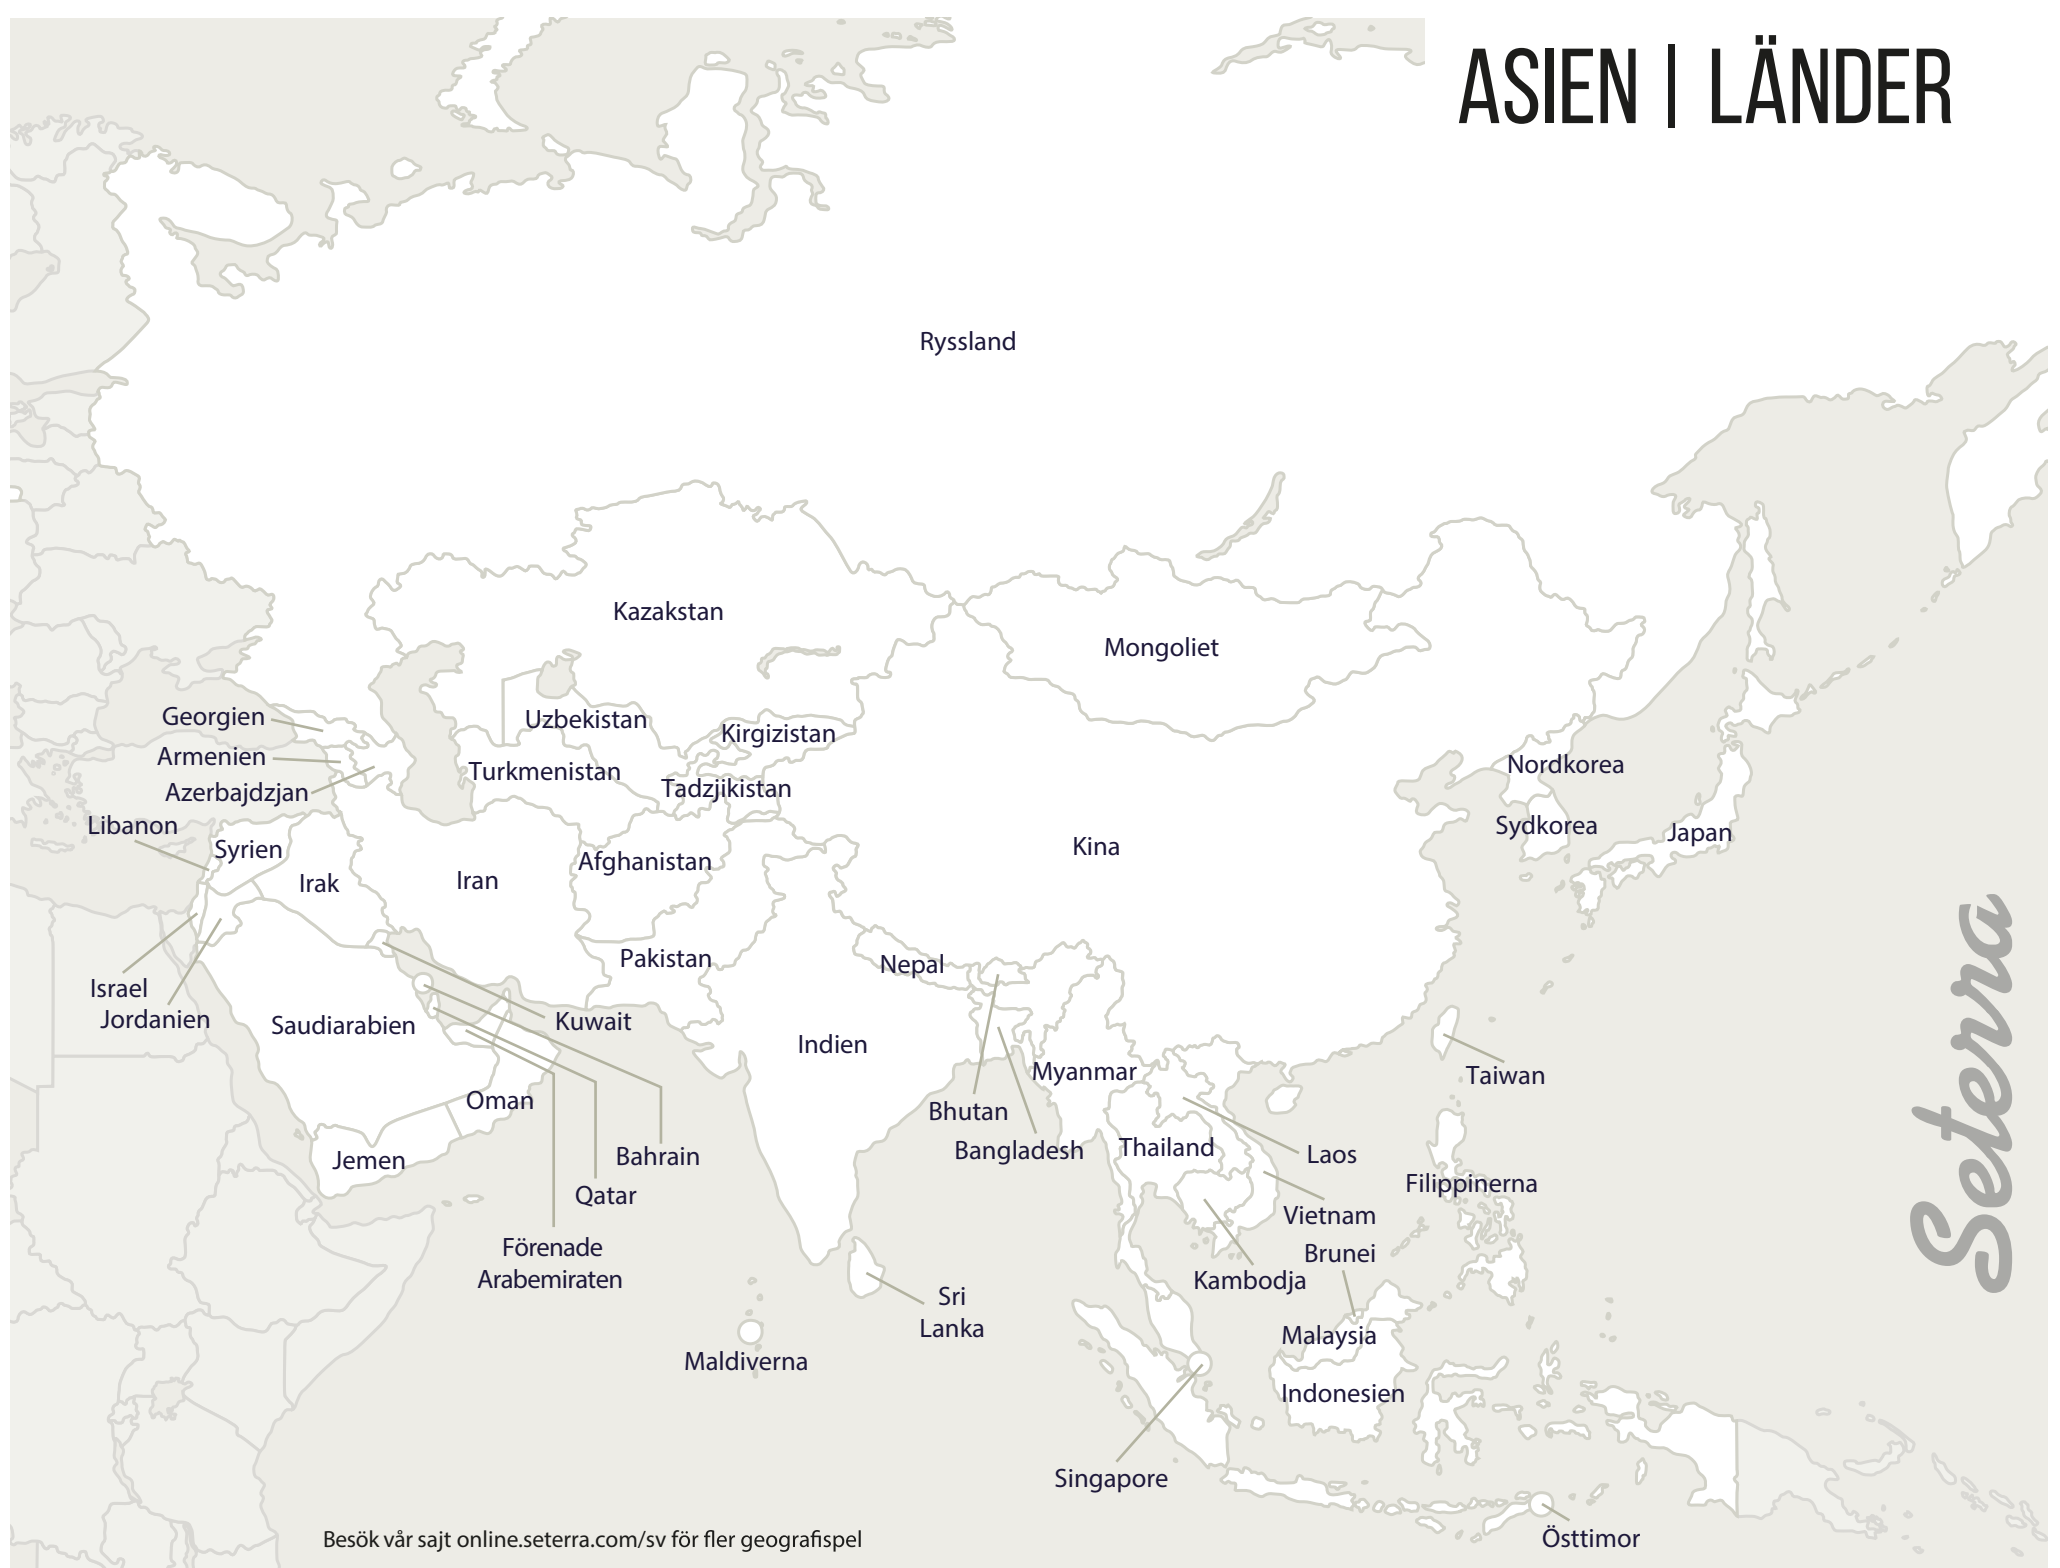 ASIEN | LÄNDER
Ryssland
Kazakstan
Mongoliet
Georgien
Uzbekistan
Kirgizistan
Armenien
Turkmenistan
Nordkorea
Azerbajdzjan
Tadzjikistan
Libanon
Sydkorea
Japan
Syrien
Afghanistan
Kina
Irak
Iran
Pakistan
Nepal
Israel
Jordanien
Saudiarabien
Kuwait
Indien
Myanmar
Taiwan
Oman
Bhutan
Bangladesh
Thailand
Laos
Jemen
Bahrain
Filippinerna
Qatar
Vietnam
Förenade
Arabemiraten
Brunei
Kambodja
Sri
Lanka
Malaysia
Maldiverna
Indonesien
Singapore
Östtimor
Seterra
Besök vår sajt online.seterra.com/sv för fler geografispel